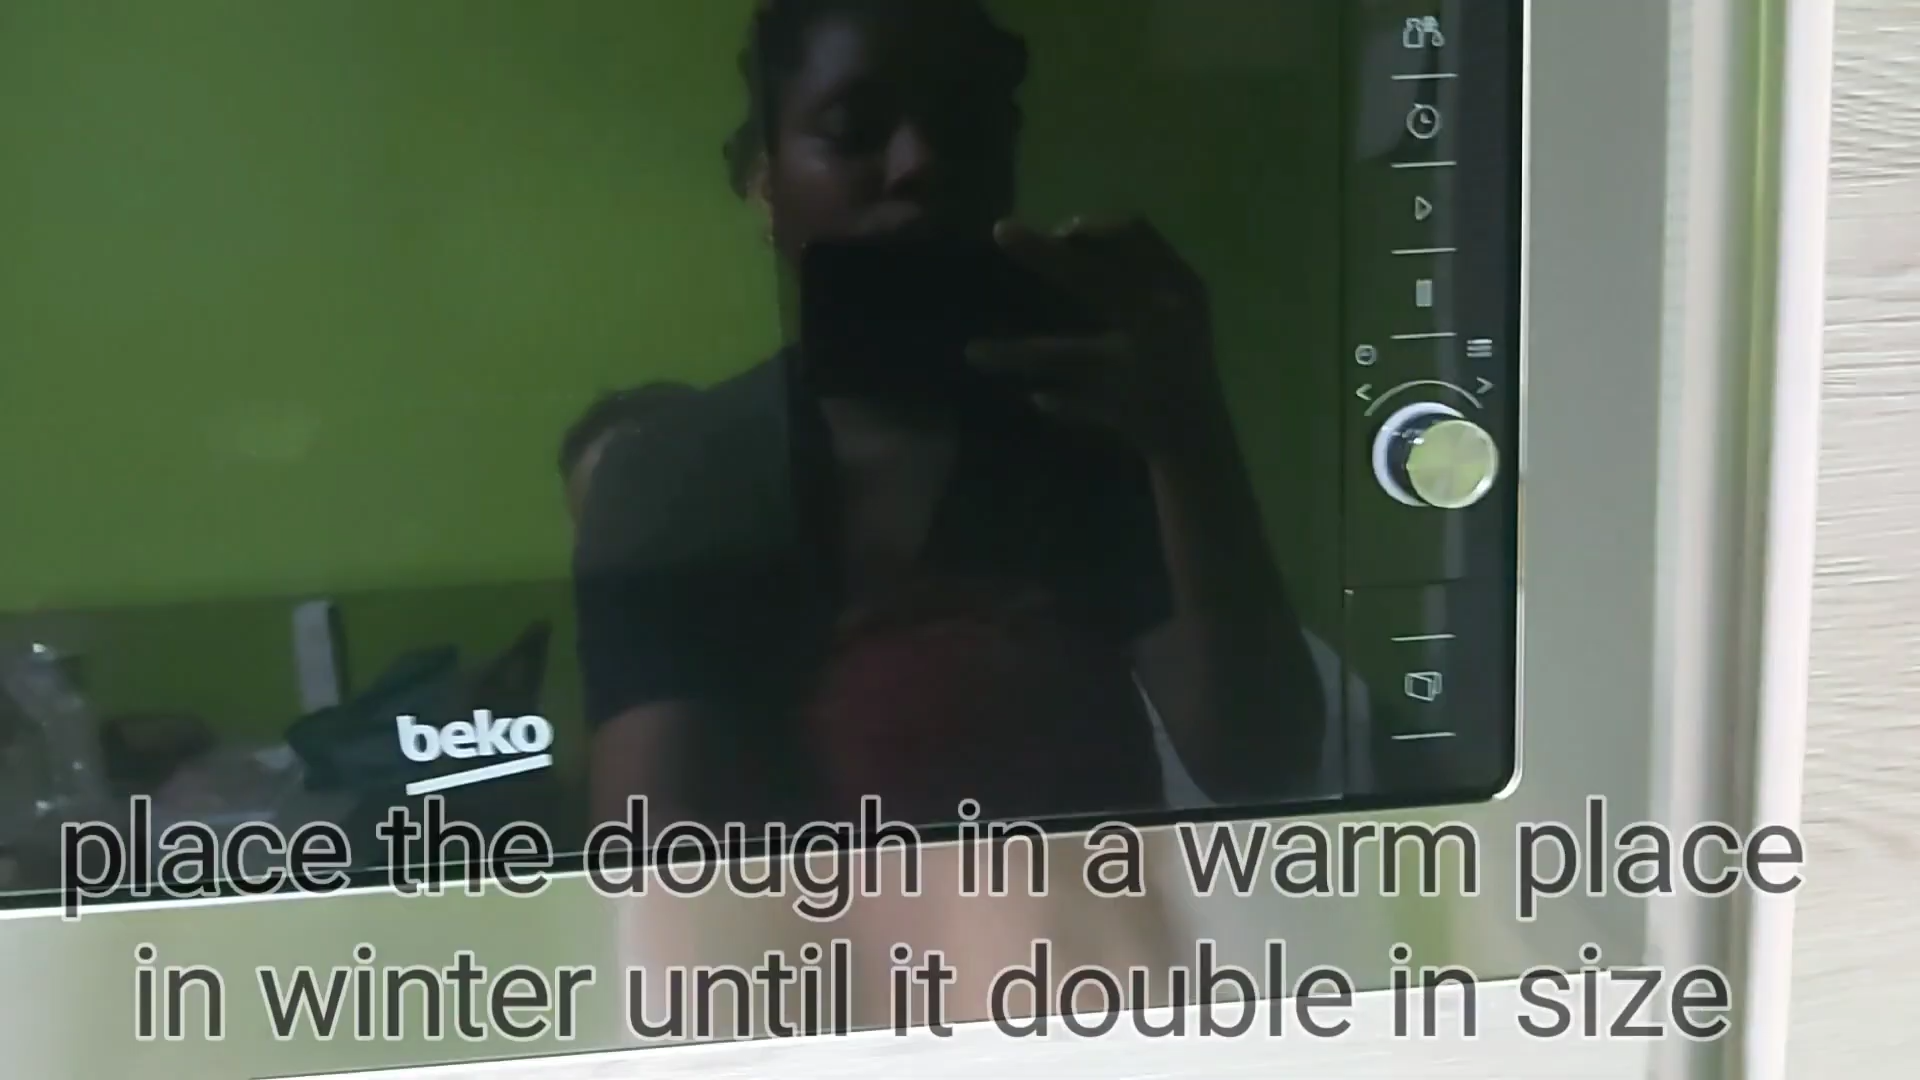 beko
place the dough in a warm place
in winter until it double in size